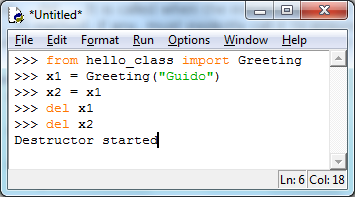 *Untitled*
File Edit Format Run Options Window Help
>>> from hello_class import Greeting
>>> x1 = Greeting("Guido")
>>> x2 = x1
>>> del x1
>>> del x2
Destructor started
Ln: 6 Col: 18